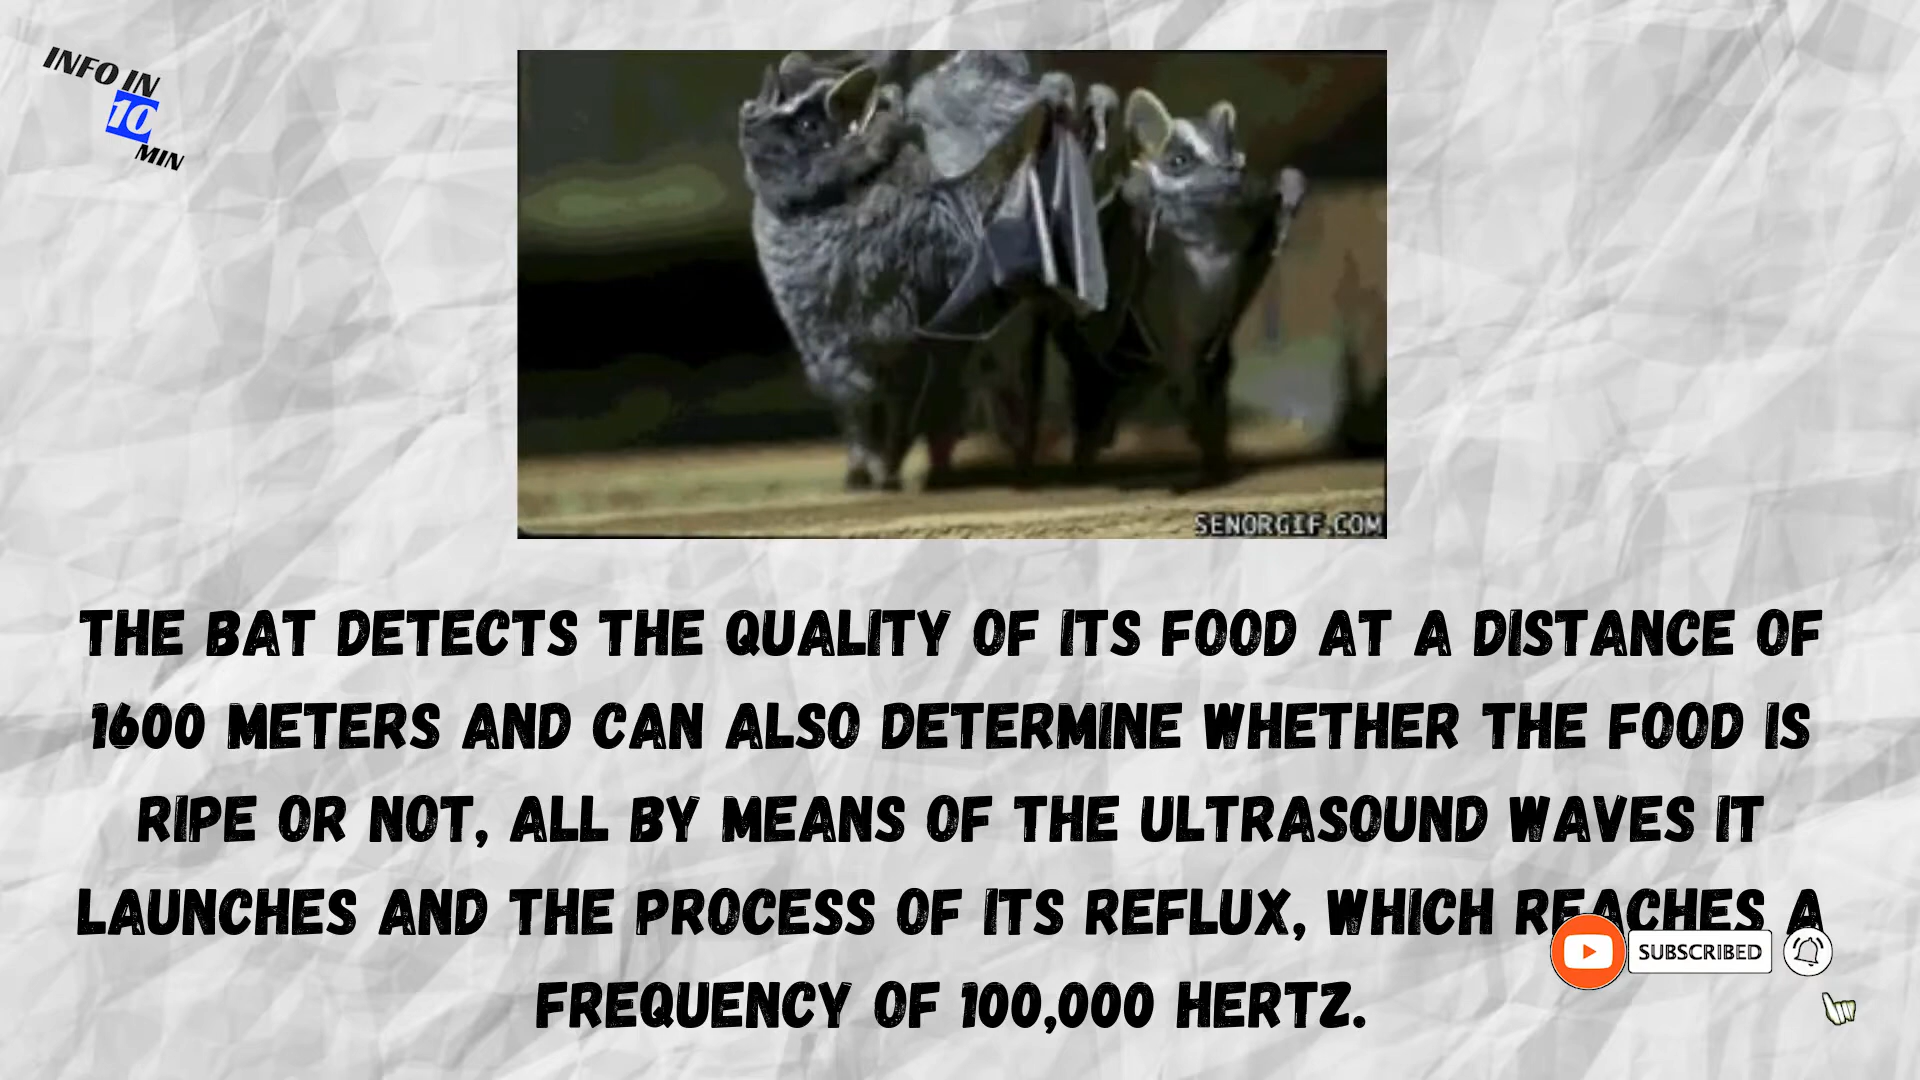 INFO IN
10
MIN
SENORGIF.COM
THE BAT DETECTS THE QUALITY OF ITS FOOD AT A DISTANCE OF
1600 METERS AND CAN ALSO DETERMINE WHETHER THE FOOD IS
RIPE OR NOT, ALL BY MEANS OF THE ULTRASOUND WAVES IT
LAUNCHES AND THE PROCESS OF ITS REFLUX, WHICH REACHES A
SUBSCRIBED
FREQUENCY OF 100,000 HERTZ.